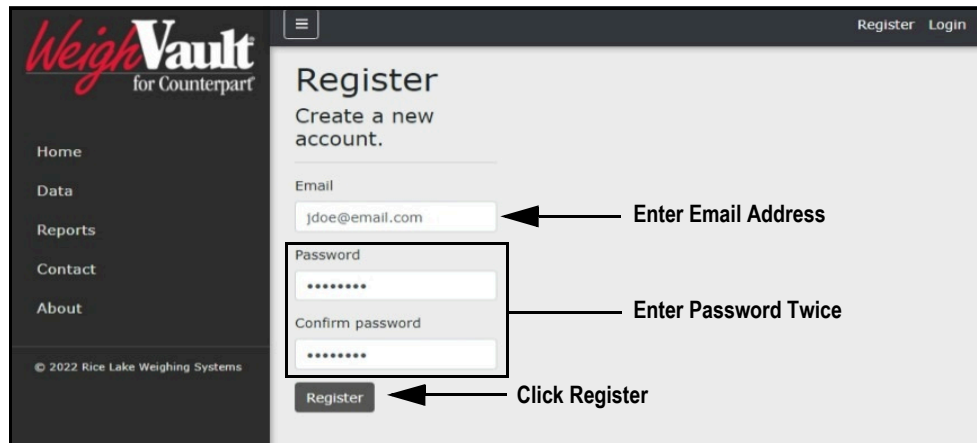 WeighVault
for Counterpart®
Home
Data
Reports
Contact
About
© 2022 Rice Lake Weighing Systems
Register Login
Register
Create a new
account.
Email
jdoe@email.com
Enter Email Address
Password
••••••••
Enter Password Twice
Confirm password
••••••••
Register
Click Register